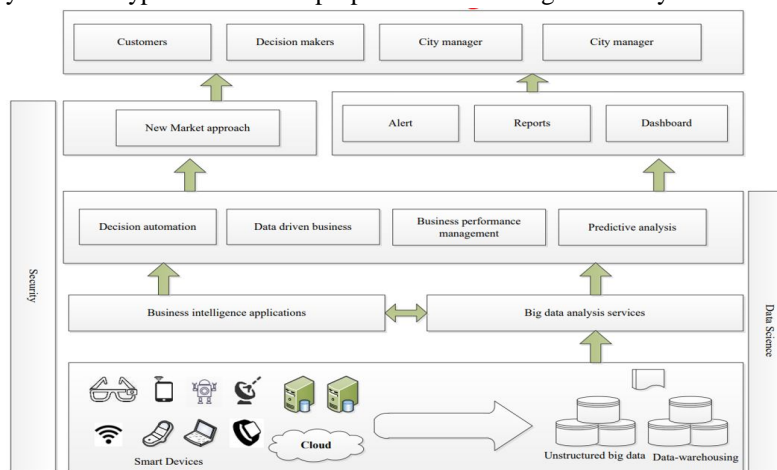 Customers
Decision makers
City manager
City manager
New Market approach
Alert
Reports
Dashboard
Decision automation
Data driven business
Business performance
management
Predictive analysis
Security
Data Science
Business intelligence applications
Big data analysis services
Cloud
Smart Devices
Unstructured big data
Data-warehousing